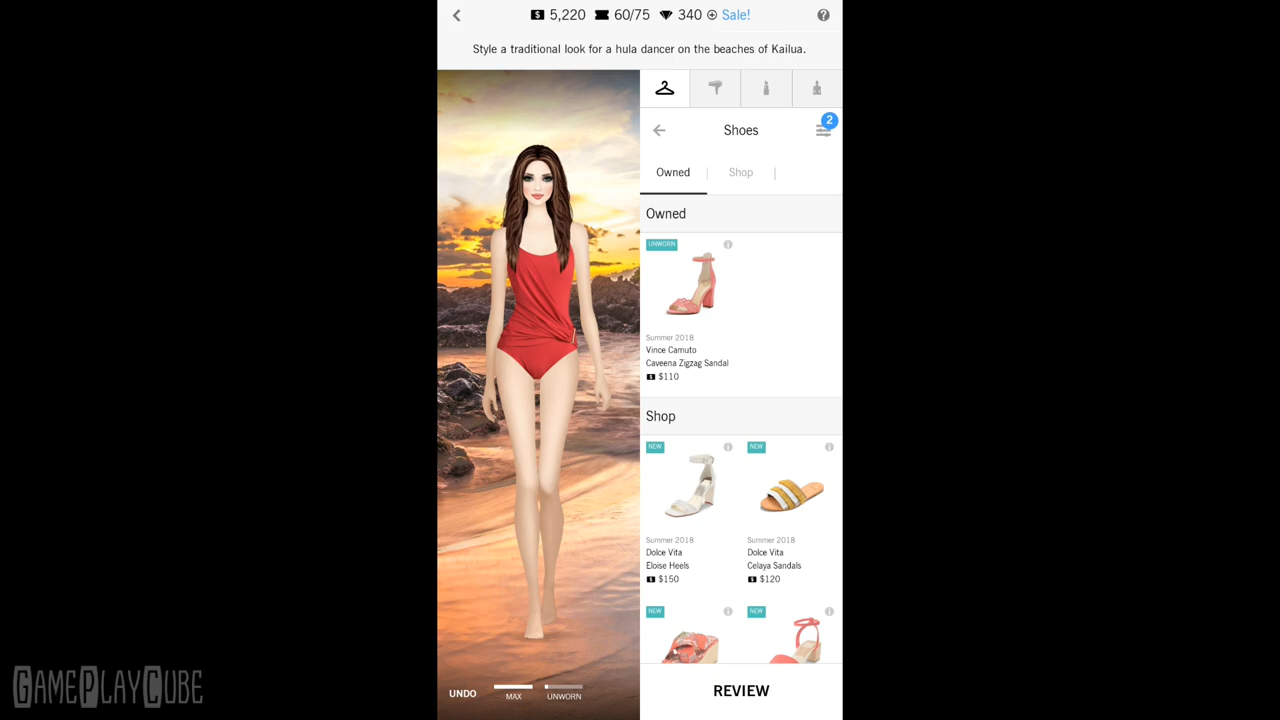 5,220 60/75 340 Sale!
Style a traditional look for a hula dancer on the beaches of Kailua.
2
Shoes
Owned | Shop |
Owned
UNWORN
Summer 2018
Vince Camuto
Caveena Zigzag Sandal
$110
Shop
NEW NEW
Summer 2018 Summer 2018
Dolce Vita Dolce Vita
Eloise Heels Celaya Sandals
$150 $120
NEW NEW
UNDO MAX UNWORN
REVIEW
GAMEPLAYCUBE